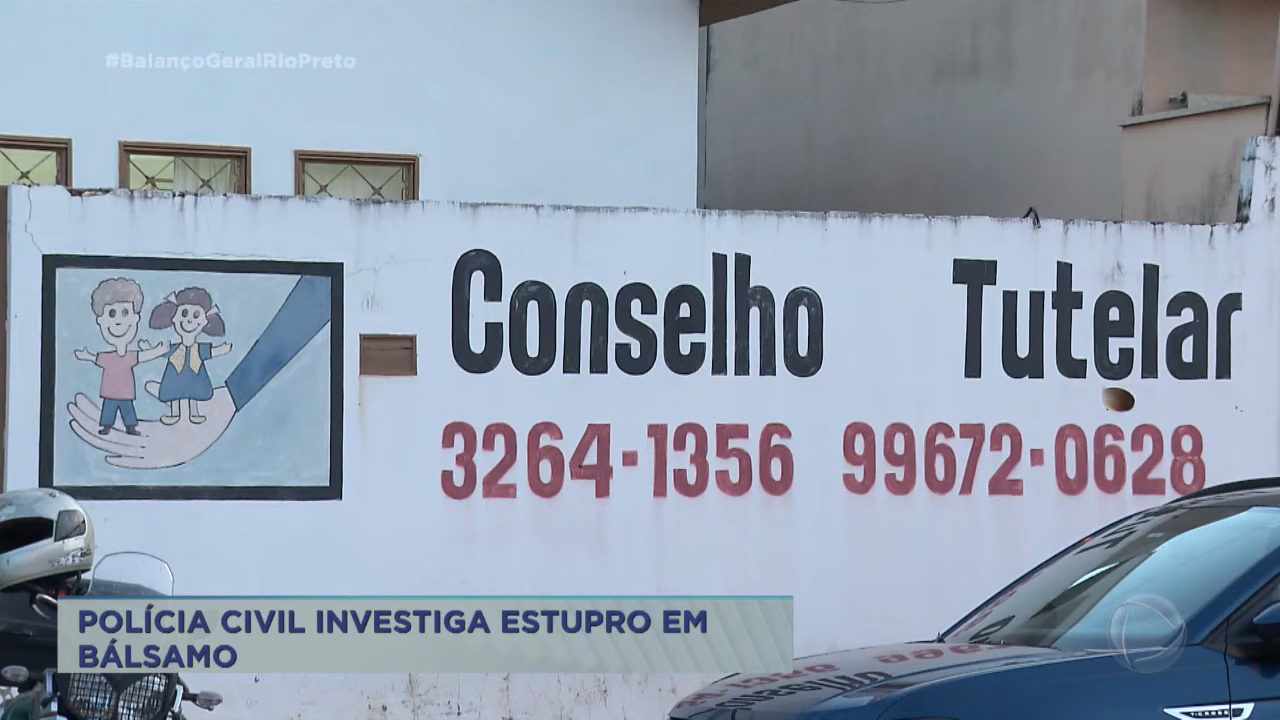 #BalançoGeralRioPreto
Conselho Tutelar
3264-1356 99672-0628
POLÍCIA CIVIL INVESTIGA ESTUPRO EM
BÁLSAMO